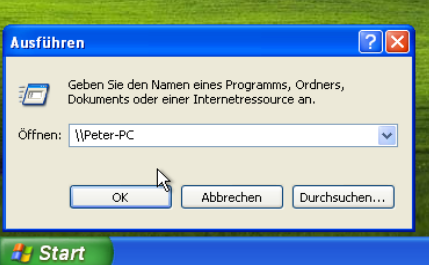 Ausführen
Geben Sie den Namen eines Programms, Ordners,
Dokuments oder einer Internetressource an.
Öffnen: \\Peter-PC
OK Abbrechen Durchsuchen...
Start